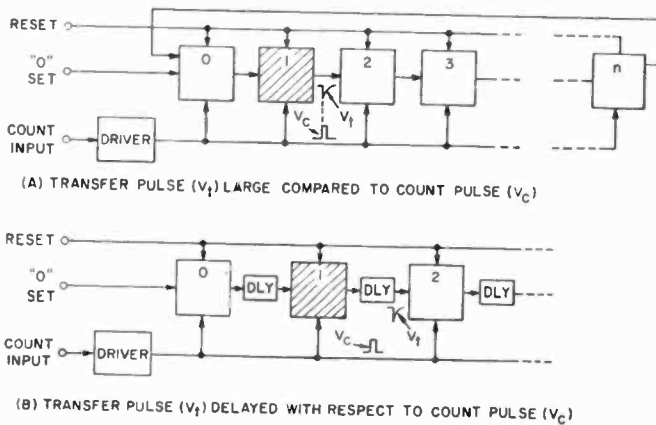 RESET
"O" SET
COUNT INPUT
DRIVER
0
1
2
3
n
Vc
Vt
(A) TRANSFER PULSE (Vt) LARGE COMPARED TO COUNT PULSE (Vc)
RESET
"O" SET
COUNT INPUT
DRIVER
0
DLY
1
DLY
2
DLY
Vc
Vt
(B) TRANSFER PULSE (Vt) DELAYED WITH RESPECT TO COUNT PULSE (Vc)